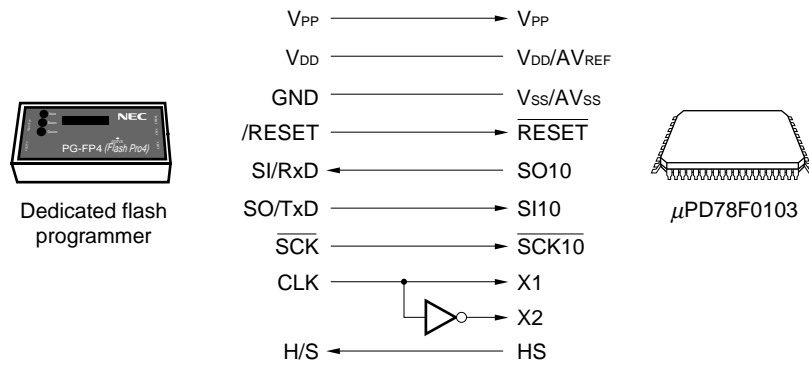 VPP VPP
VDD VDD/AVREF
GND VSS/AVSS
/RESET RESET
SI/RxD SO10
SO/TxD SI10
SCK SCK10
CLK X1
X2
H/S HS
NEC
PG-FP4 (Flash Pro4)
Dedicated flash
programmer
μPD78F0103